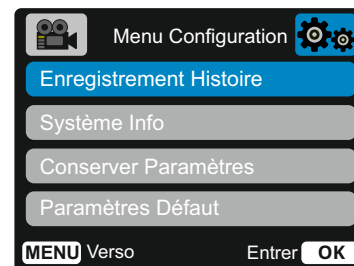 Menu Configuration
Enregistrement Histoire
Système Info
Conserver Paramètres
Paramètres Défaut
MENU Verso Entrer OK